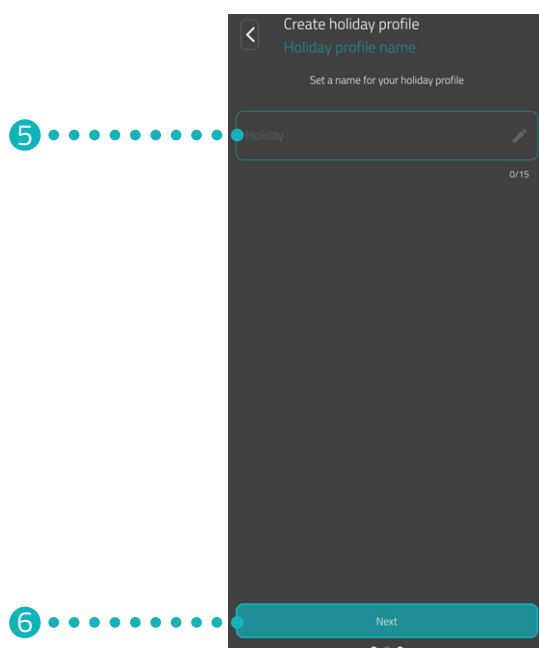 Create holiday profile
Holiday profile name
Set a name for your holiday profile
5
Holiday
0/15
6
Next